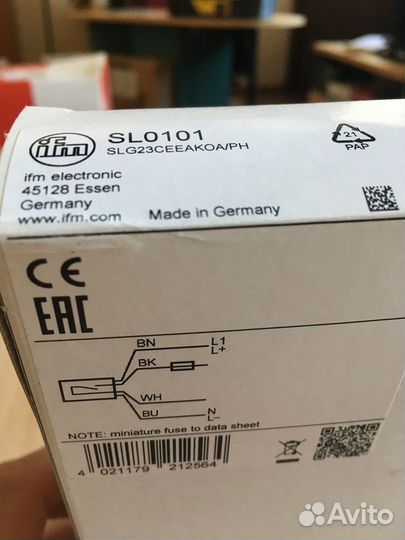 ifm
SL0101
SLG23CEEAKOA/PH
ifm electronic
45128 Essen
Germany
www.ifm.com
Made in Germany
21
PAP
CE
EAC
BN
L1
L+
BK
WH
BU
N
L–
NOTE: miniature fuse to data sheet
4 021179 212564
Avito